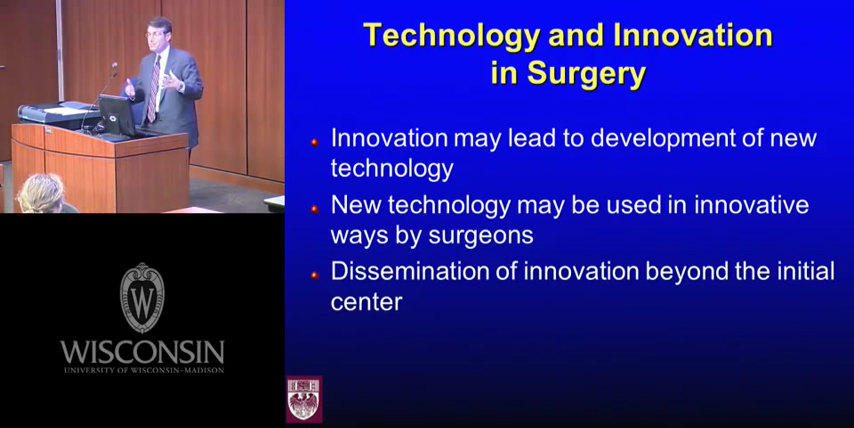 Technology and Innovation
in Surgery
Innovation may lead to development of new
technology
New technology may be used in innovative
ways by surgeons
Dissemination of innovation beyond the initial
center
W
WISCONSIN
UNIVERSITY OF WISCONSIN–MADISON